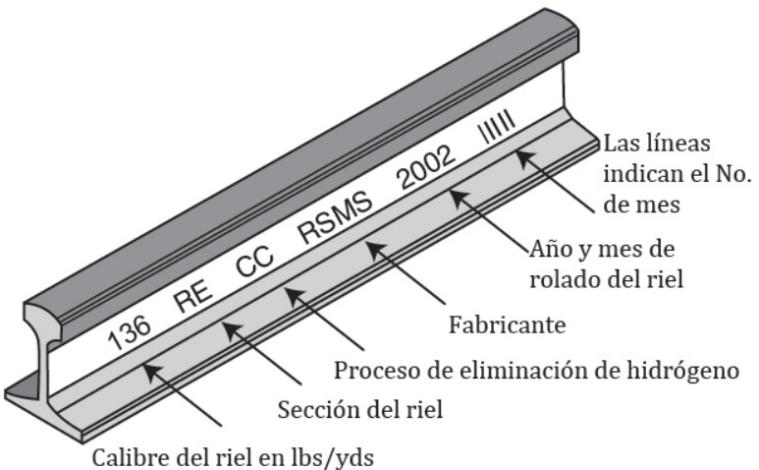 136 RE CC RSMS 2002 IIIII
Las líneas
indican el No.
de mes
Año y mes de
rolado del riel
Fabricante
Proceso de eliminación de hidrógeno
Sección del riel
Calibre del riel en lbs/yds